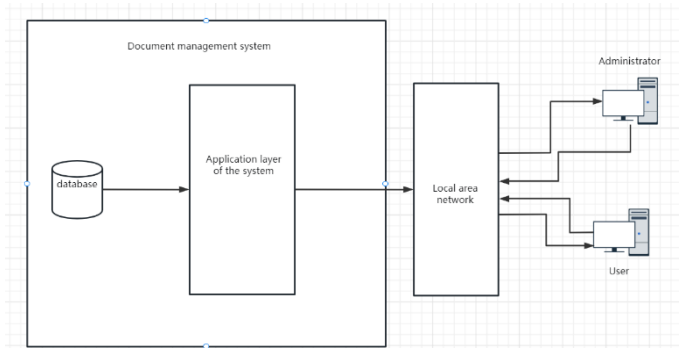 Document management system
Administrator
Application layer
of the system
database
Local area
network
User